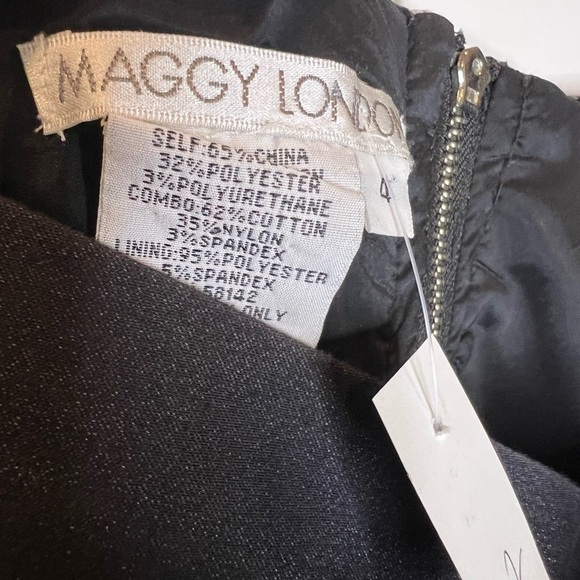 MAGGY LONDON
4
SELF:65%CHINA
32%POLYESTER
3%POLYURETHANE
COMBO:62%COTTON
35%NYLON
3%SPANDEX
LINING:95%POLYESTER
5%SPANDEX
58142
ONLY
N